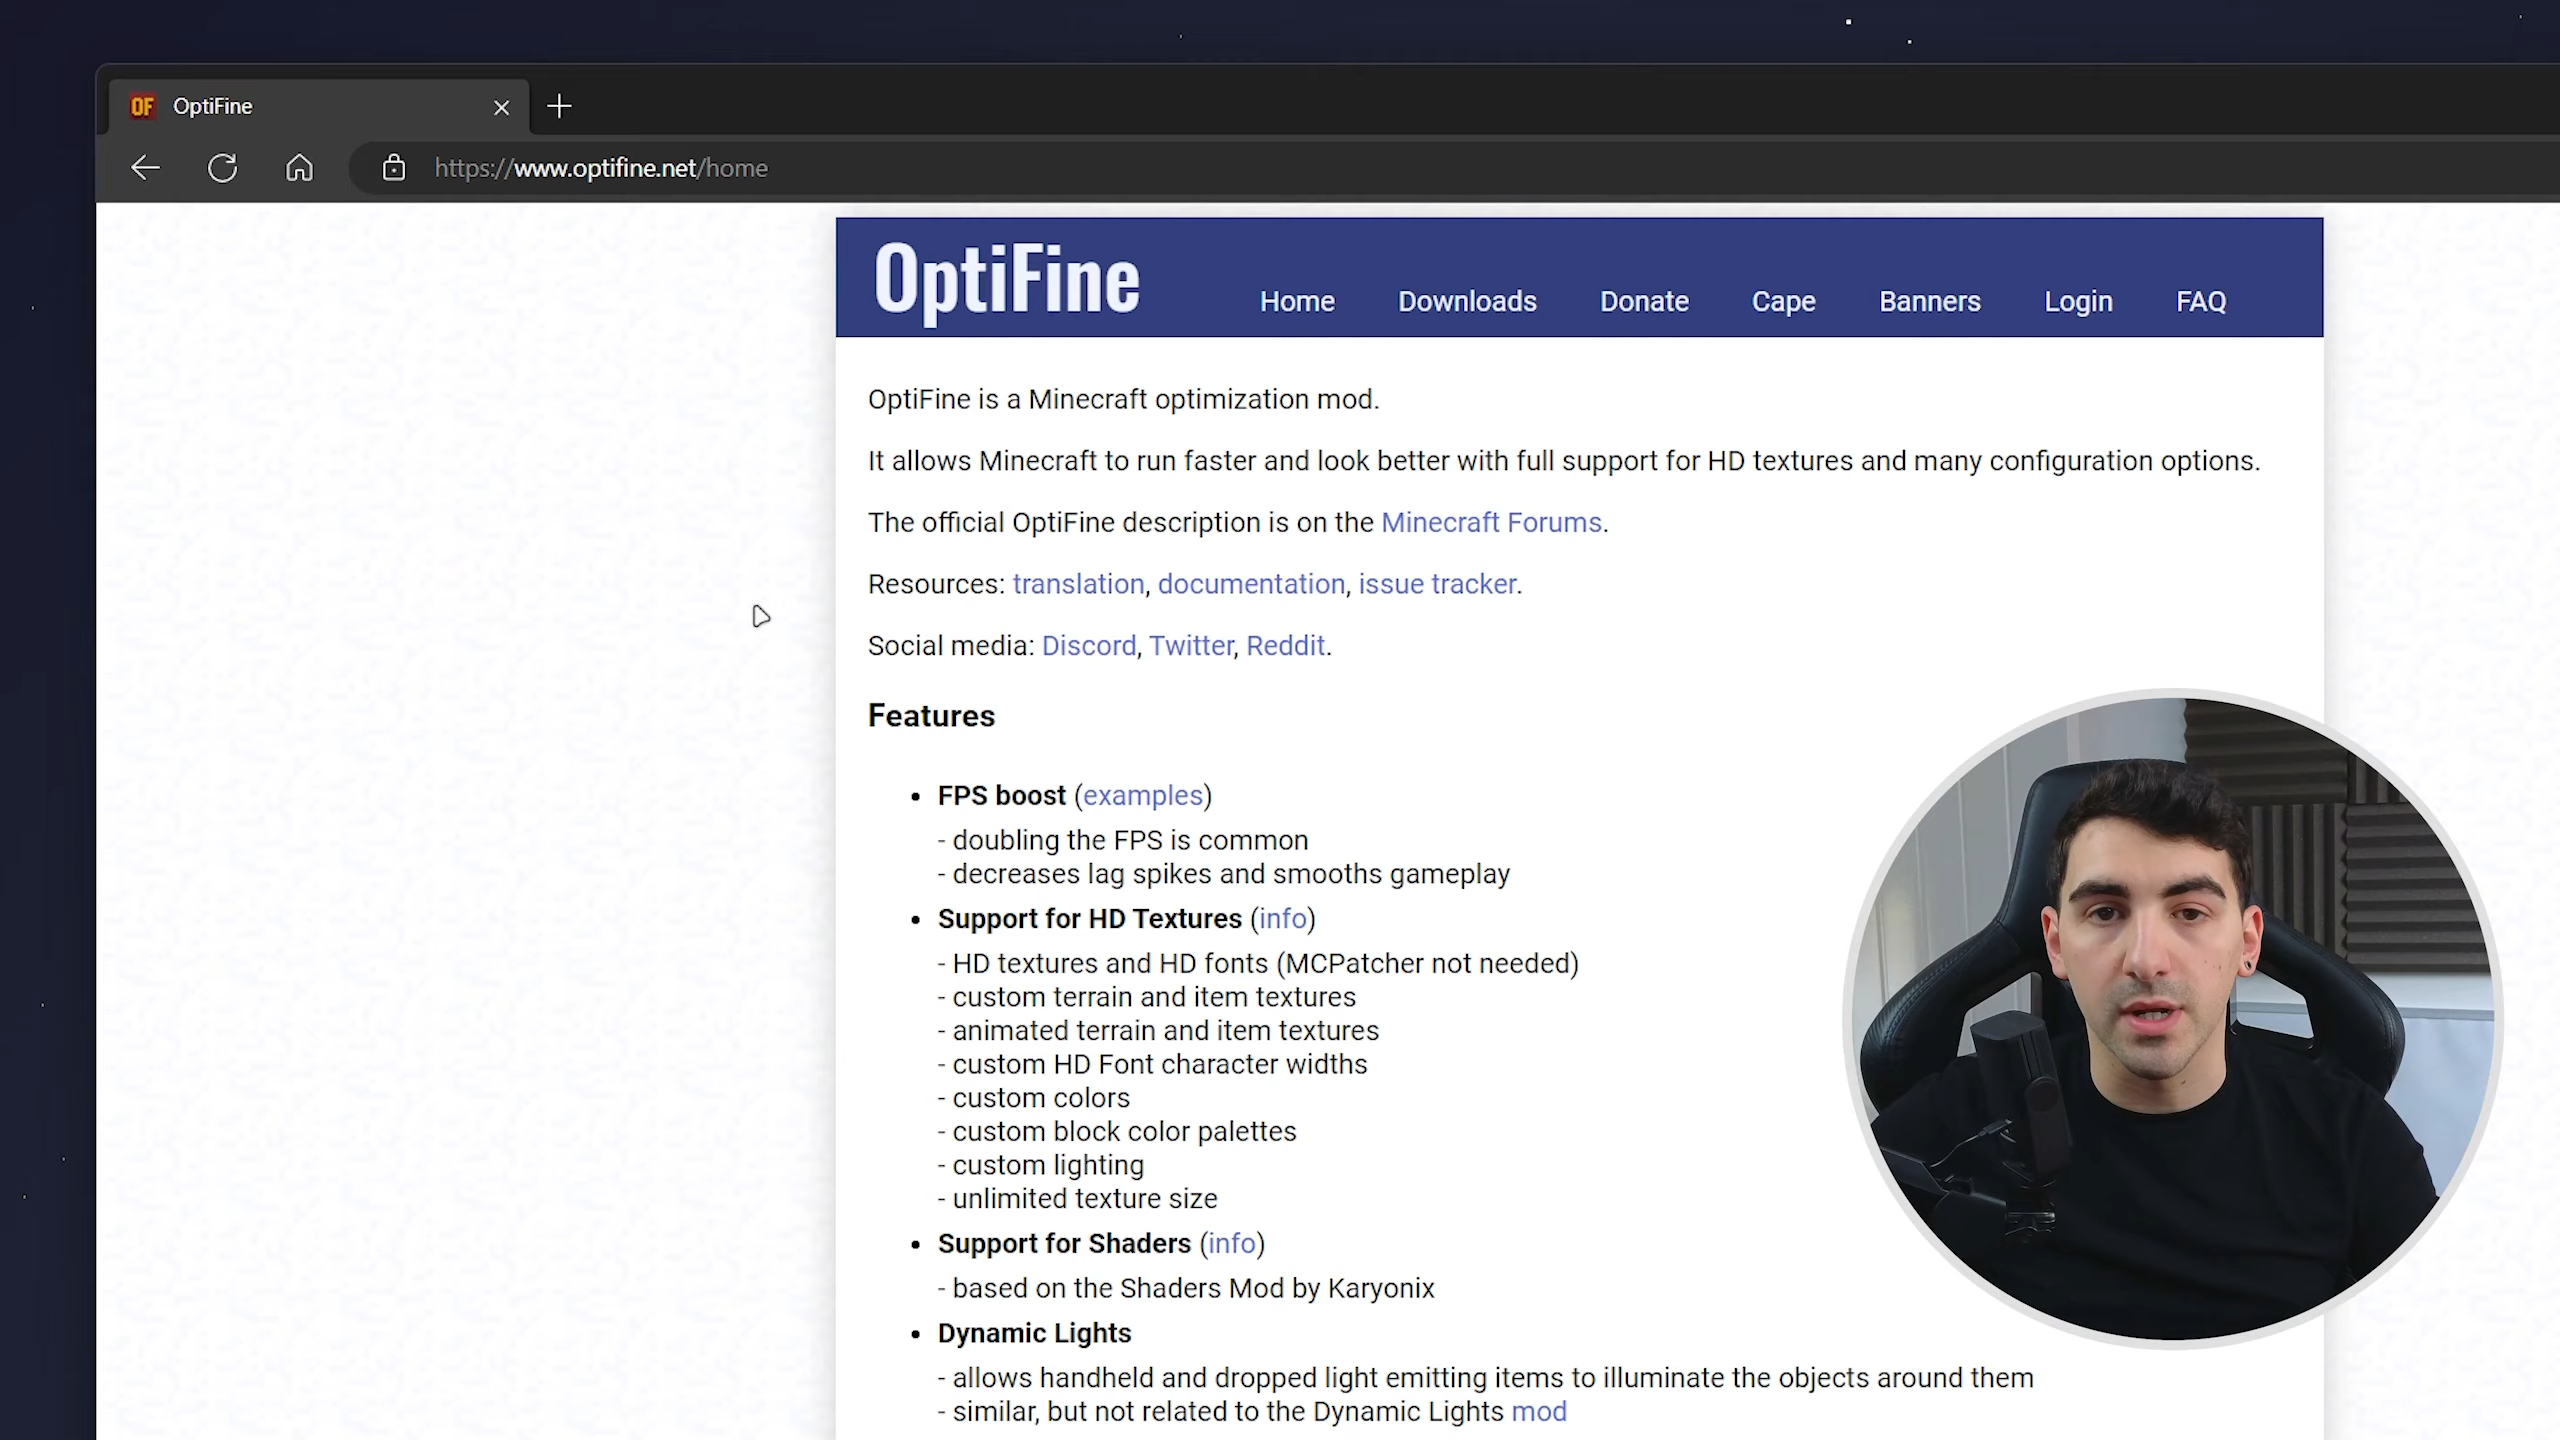 OF OptiFine
https://www.optifine.net/home
OptiFine Home Downloads Donate Cape Banners Login FAQ
OptiFine is a Minecraft optimization mod.
It allows Minecraft to run faster and look better with full support for HD textures and many configuration options.
The official OptiFine description is on the Minecraft Forums.
Resources: translation, documentation, issue tracker.
Social media: Discord, Twitter, Reddit.
Features
• FPS boost (examples)
- doubling the FPS is common
- decreases lag spikes and smooths gameplay
• Support for HD Textures (info)
- HD textures and HD fonts (MCPatcher not needed)
- custom terrain and item textures
- animated terrain and item textures
- custom HD Font character widths
- custom colors
- custom block color palettes
- custom lighting
- unlimited texture size
• Support for Shaders (info)
- based on the Shaders Mod by Karyonix
• Dynamic Lights
- allows handheld and dropped light emitting items to illuminate the objects around them
- similar, but not related to the Dynamic Lights mod